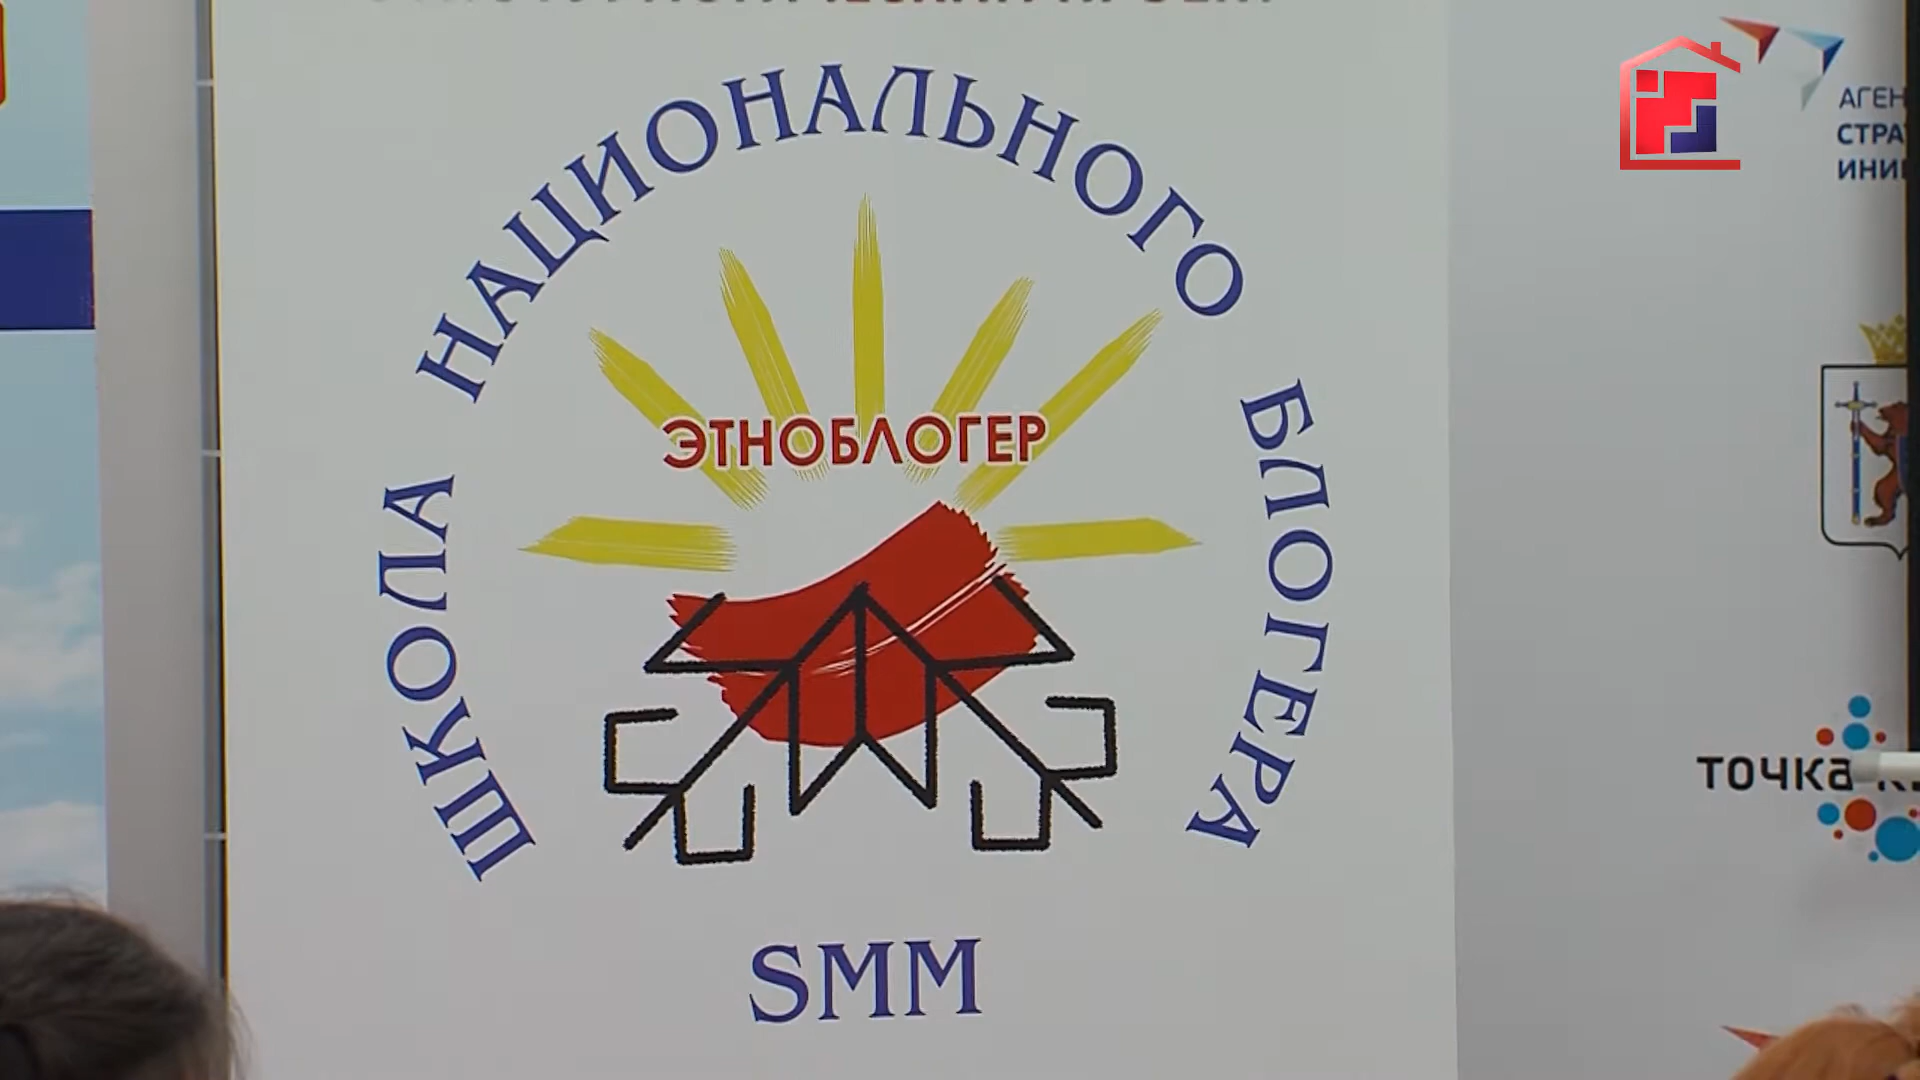 ШКОЛА НАЦИОНАЛЬНОГО БЛОГЕРА
ЭТНОБЛОГЕР
SMM
ТОЧКА